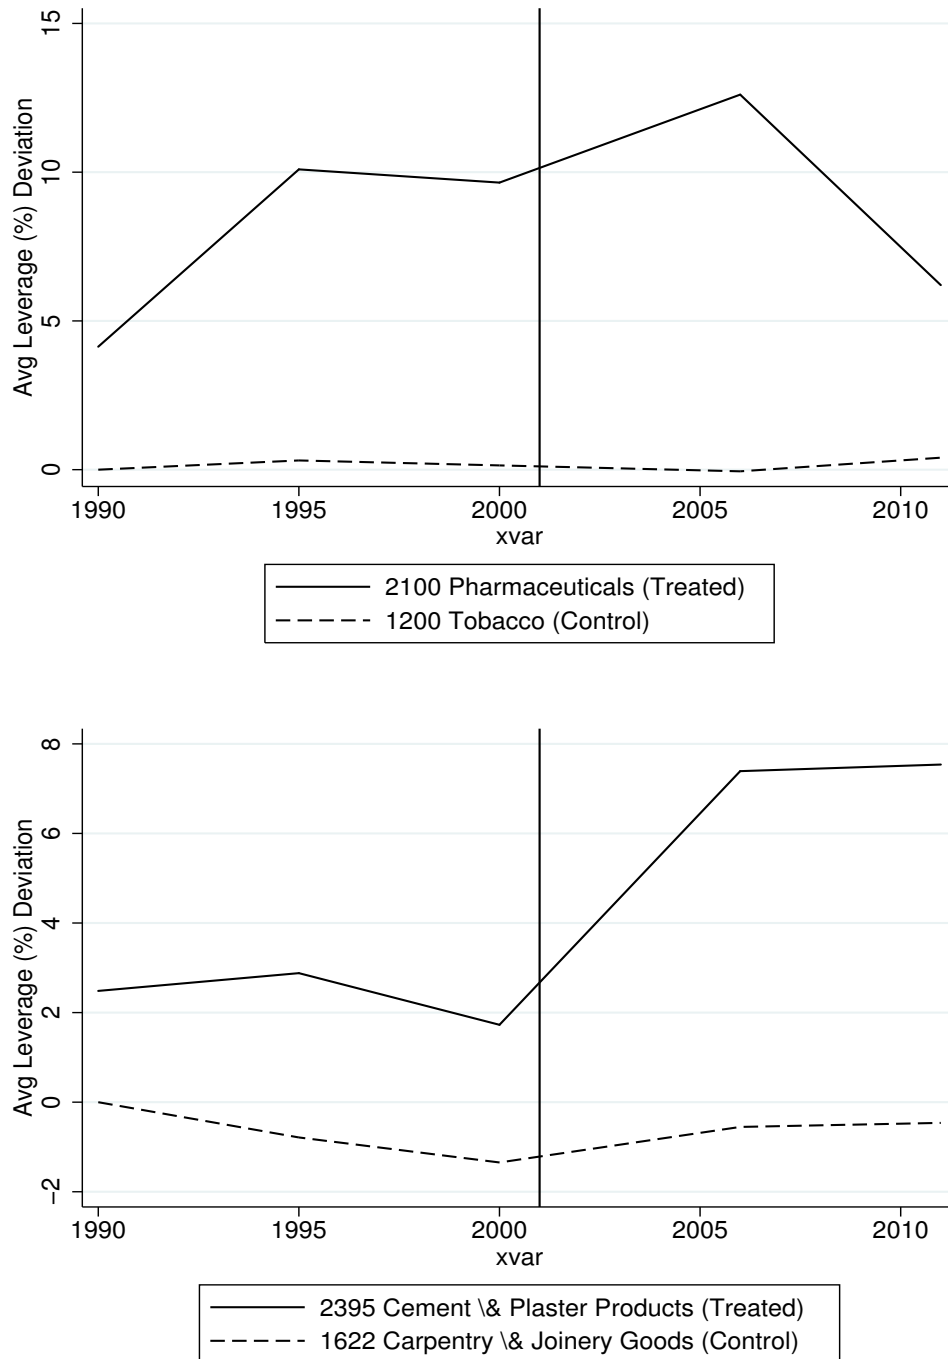 15
10
5
0
Avg Leverage (%) Deviation
1990 1995 2000 2005 2010
xvar
2100 Pharmaceuticals (Treated)
1200 Tobacco (Control)
8
6
4
2
0
−2
Avg Leverage (%) Deviation
1990 1995 2000 2005 2010
xvar
2395 Cement \& Plaster Products (Treated)
1622 Carpentry \& Joinery Goods (Control)